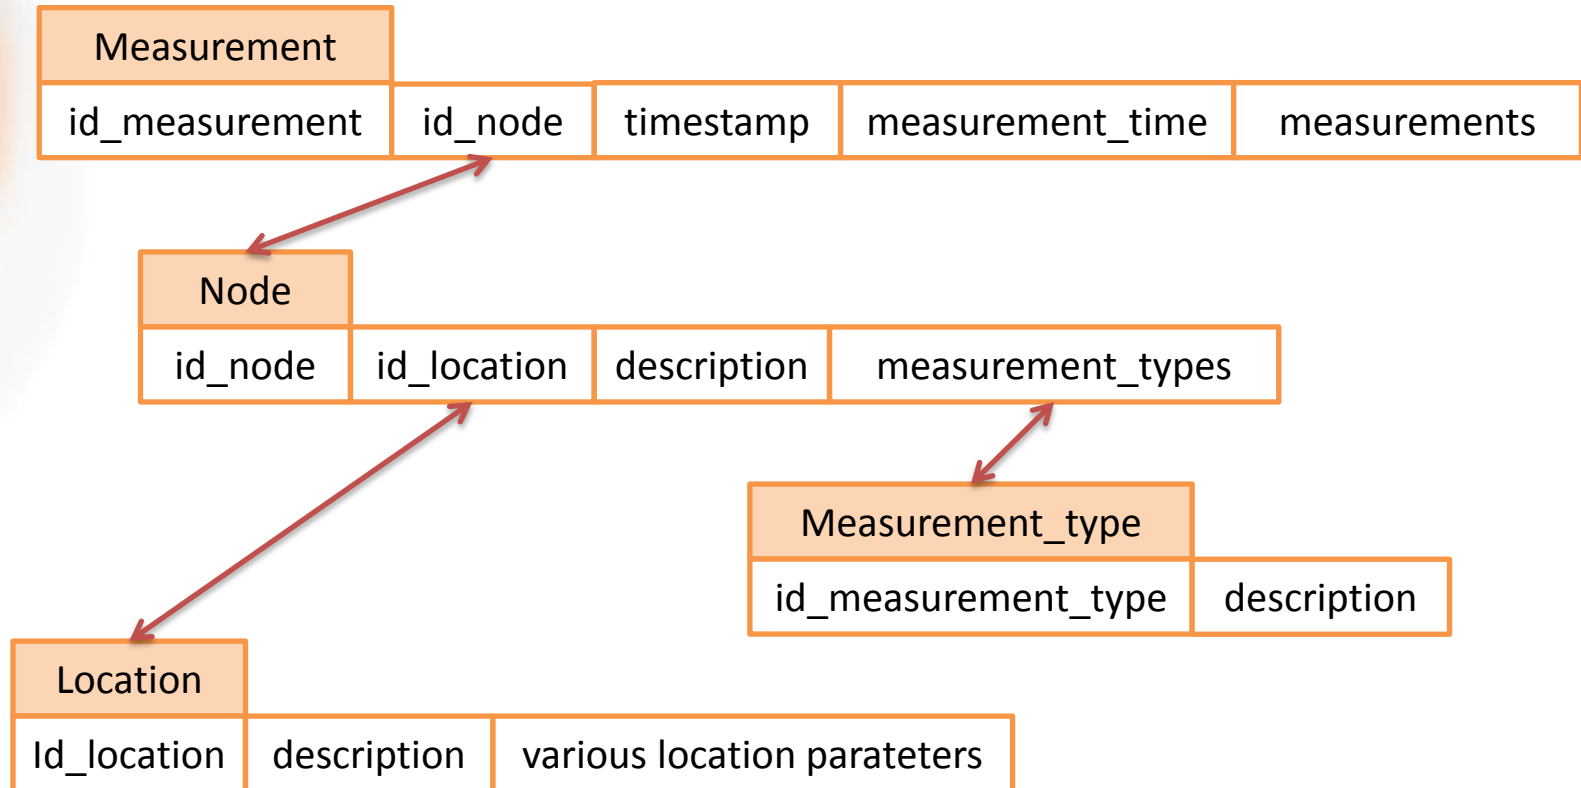 Measurement
id_measurement id_node timestamp measurement_time measurements
Node
id_node id_location description measurement_types
Measurement_type
id_measurement_type description
Location
Id_location description various location parateters